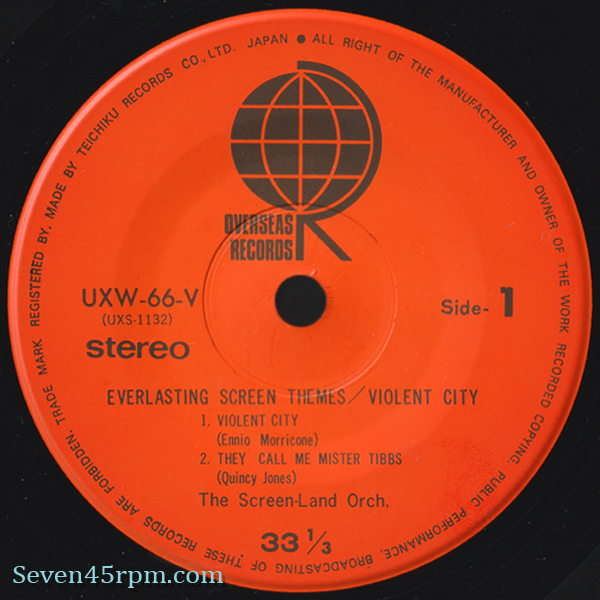 TRADE MARK REGISTERED BY, MADE BY TEICHIKU RECORDS CO., LTD. JAPAN ● ALL RIGHT OF THE MANUFACTURER AND OWNER OF THE WORK RECORDED COPYING, PUBLIC PERFORMANCE, BROADCASTING OF THESE RECORDS ARE FORBIDDEN.
R
OVERSEAS
RECORDS
UXW-66-V
(UXS-1132)
Side-1
stereo
EVERLASTING SCREEN THEMES／VIOLENT CITY
1. VIOLENT CITY
(Ennio Morricone)
2. THEY CALL ME MISTER TIBBS
(Quincy Jones)
The Screen-Land Orch.
33 1/3
Seven45rpm.com